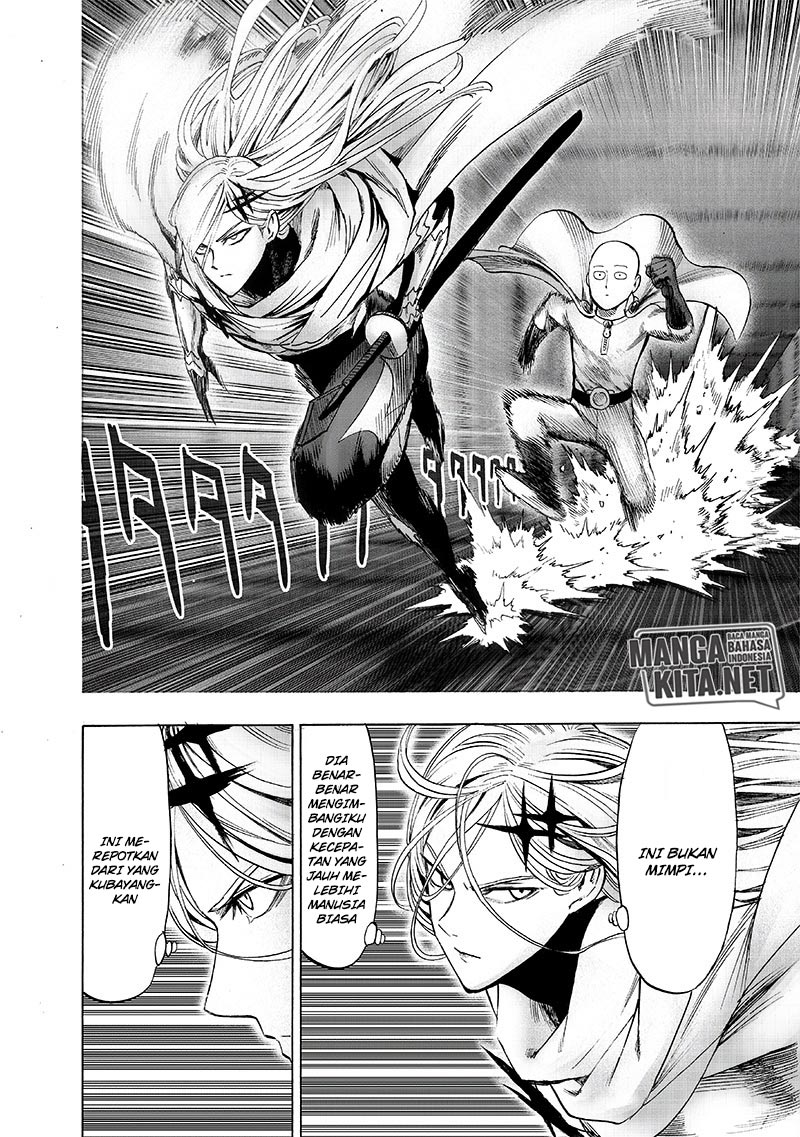 MANGA
BACA MANGA
BAHASA
INDONESIA
KITA.NET
INI BUKAN
MIMPI...
DIA
BENAR-
BENAR
MENGIM-
BANGIKU
DENGAN
KECEPA-
TAN YANG
JAUH ME-
LEBIHI
MANUSIA
BIASA
INI ME-
REPOTKAN
DARI YANG
KUBAYANG-
KAN